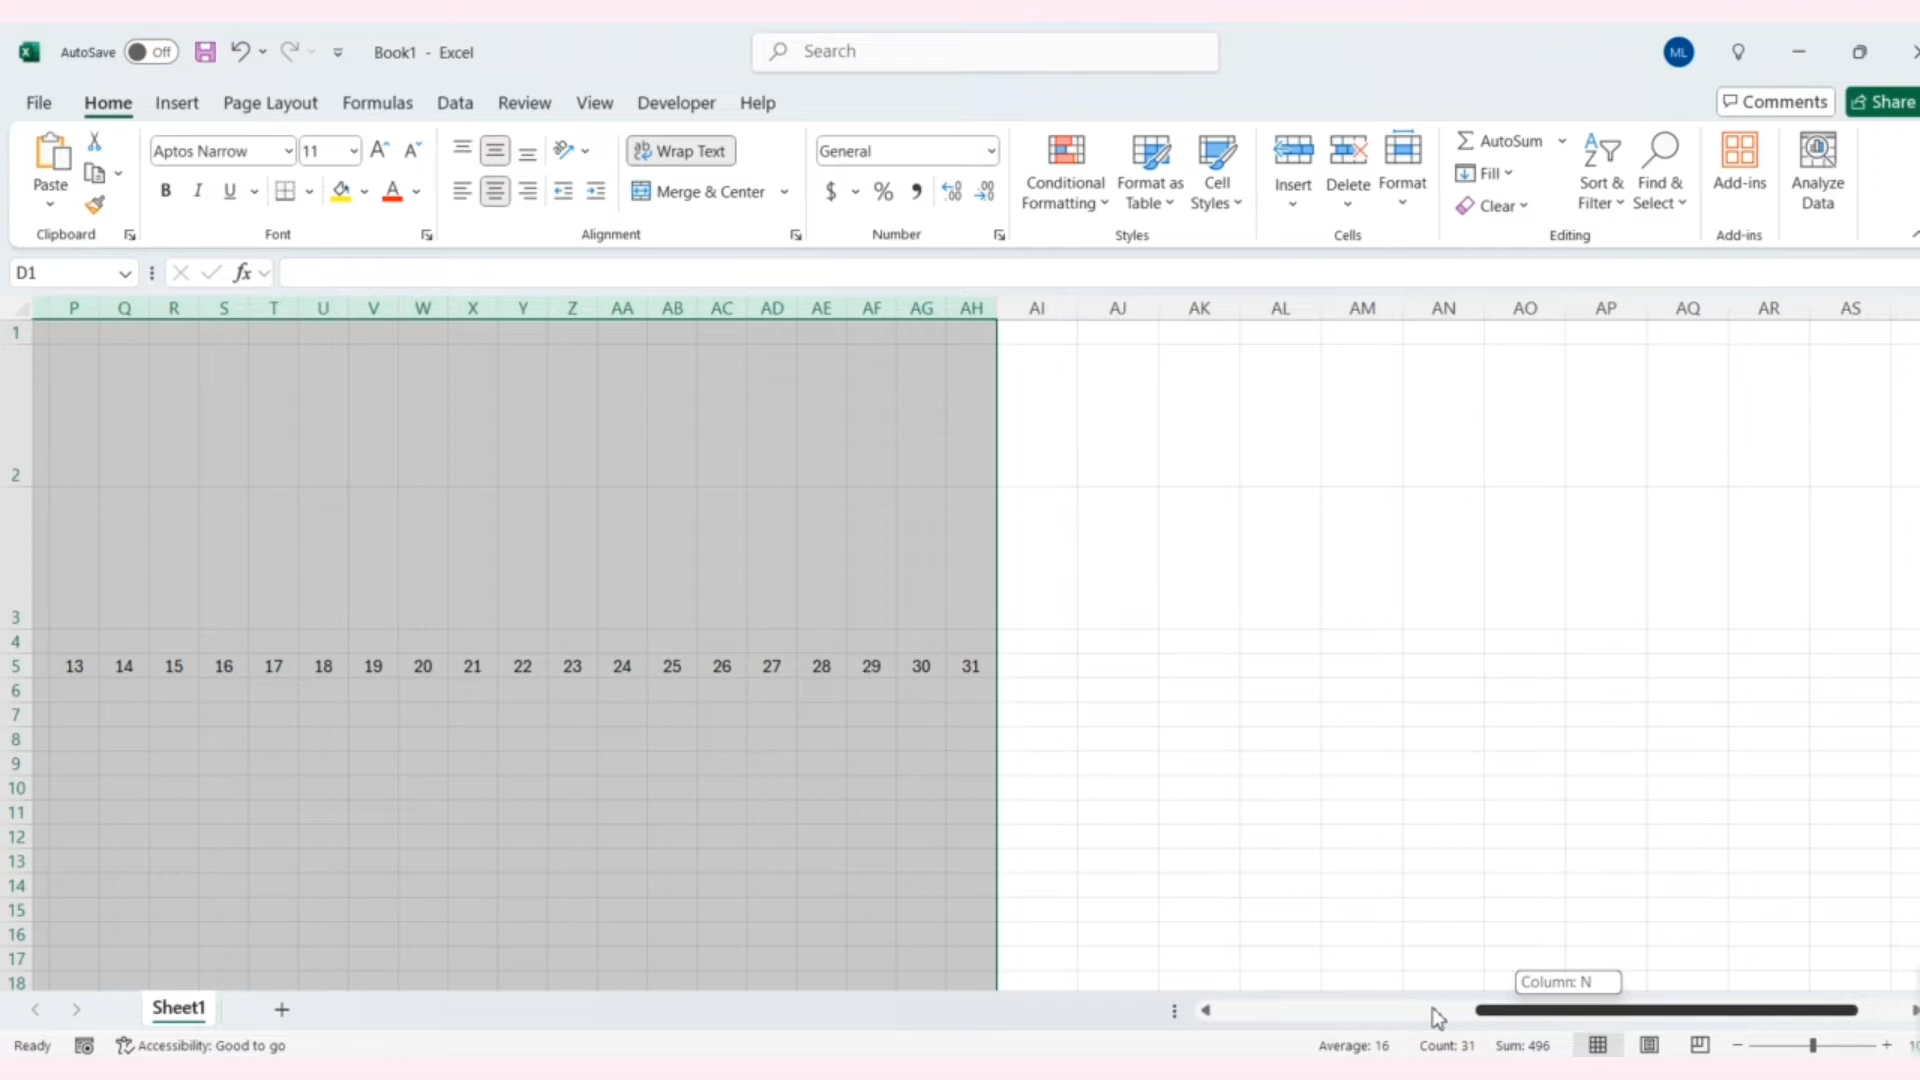 AutoSave Off Book1 - Excel Search ML
File Home Insert Page Layout Formulas Data Review View Developer Help Comments Share
Paste Aptos Narrow 11 Wrap Text General Conditional Formatting Format as Table Cell Styles Insert Delete Format AutoSum Fill Clear Sort & Filter Find & Select Add-ins Analyze Data
B I U A Merge & Center $ %
Clipboard Font Alignment Number Styles Cells Editing Add-ins
D1 fx
P Q R S T U V W X Y Z AA AB AC AD AE AF AG AH AI AJ AK AL AM AN AO AP AQ AR AS
1
2
3
4
5 13 14 15 16 17 18 19 20 21 22 23 24 25 26 27 28 29 30 31
6
7
8
9
10
11
12
13
14
15
16
17
18
Column: N
Sheet1
Ready Accessibility: Good to go Average: 16 Count: 31 Sum: 496